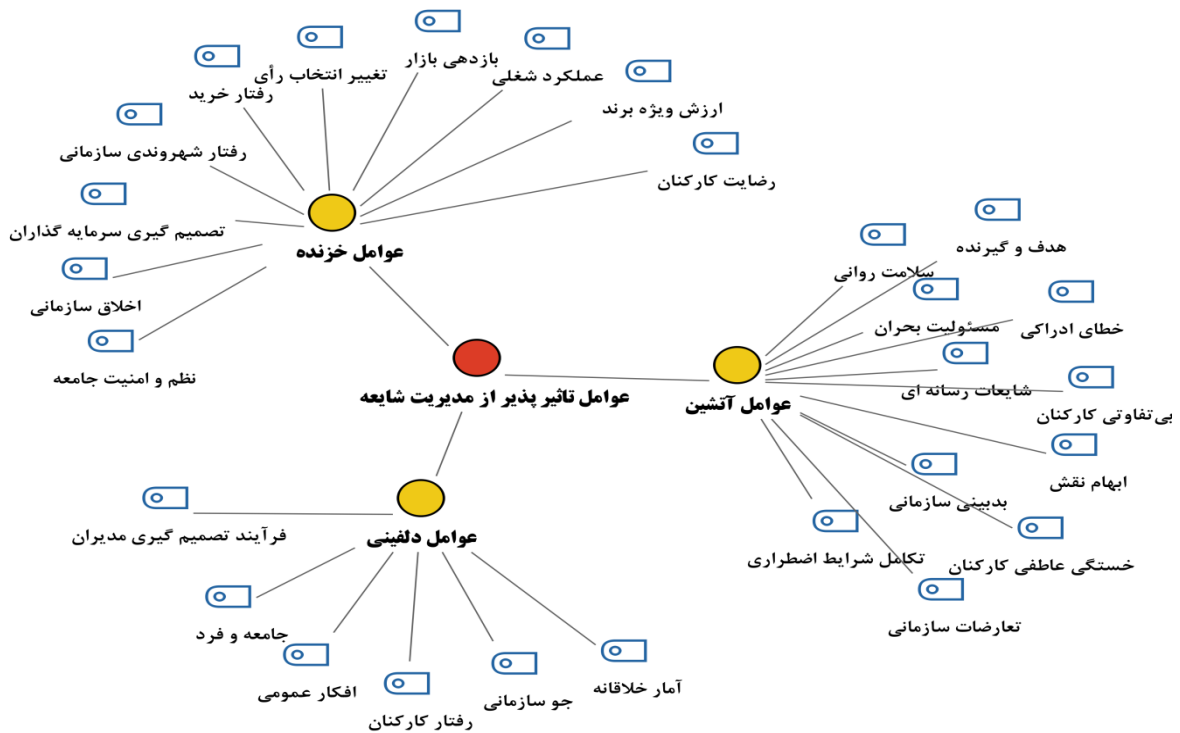 بازدهی بازار
تغییر انتخاب رأی
عملکرد شغلی
رفتار خرید
ارزش ویژه برند
رفتار شهروندی سازمانی
رضایت کارکنان
تصمیم گیری سرمایه گذاران
عوامل خزنده
اخلاق سازمانی
نظم و امنیت جامعه
عوامل تاثیر پذیر از مدیریت شایعه
هدف و گیرنده
سلامت روانی
مسئولیت بحران
خطای ادراکی
شایعات رسانه ای
عوامل آتشین
بی تفاوتی کارکنان
ابهام نقش
بدبینی سازمانی
تکامل شرایط اضطراری
خستگی عاطفی کارکنان
تعارضات سازمانی
عوامل دلفینی
فرآیند تصمیم گیری مدیران
جامعه و فرد
آمار خلاقانه
جو سازمانی
افکار عمومی
رفتار کارکنان